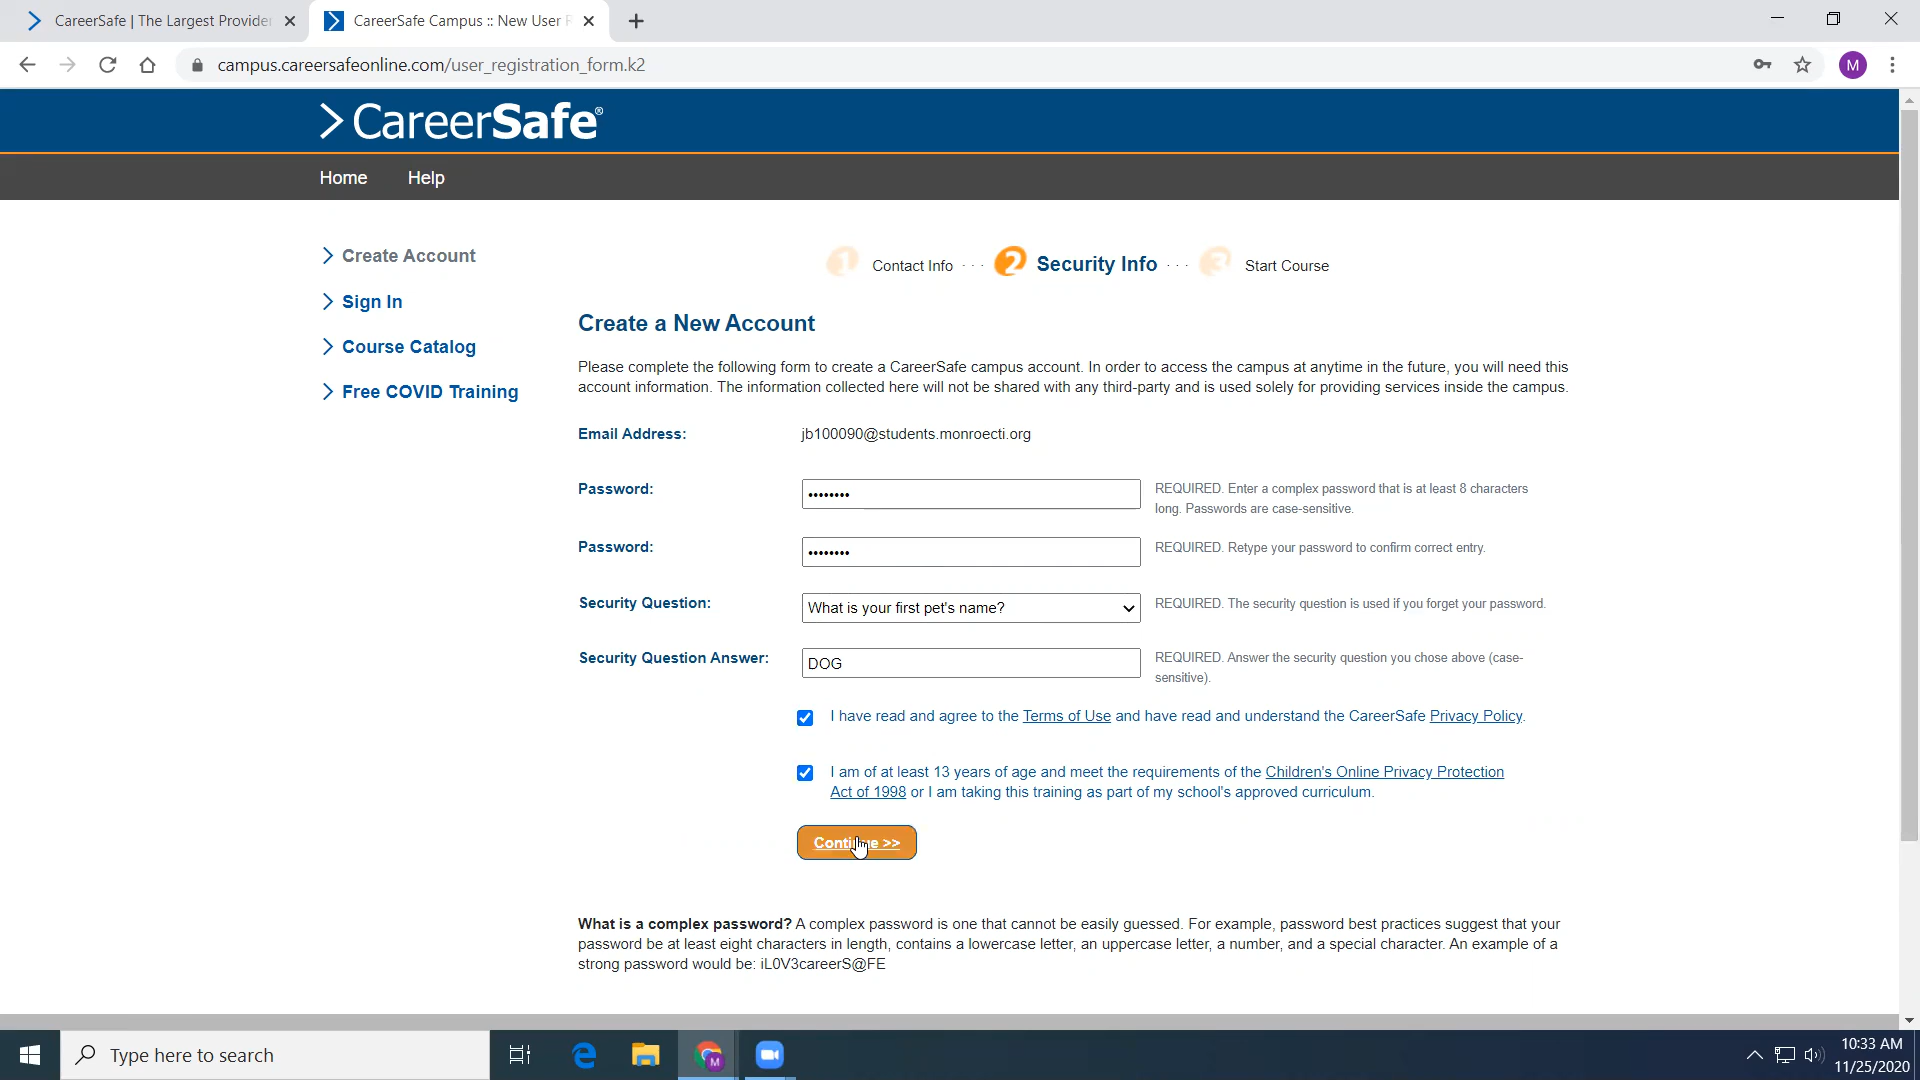 CareerSafe | The Largest Provide
CareerSafe Campus :: New User
campus.careersafeonline.com/user_registration_form.k2
M
CareerSafe®
Home Help
Create Account
Sign In
Course Catalog
Free COVID Training
1 Contact Info · · · 2 Security Info · · · 3 Start Course
Create a New Account
Please complete the following form to create a CareerSafe campus account. In order to access the campus at anytime in the future, you will need this
account information. The information collected here will not be shared with any third-party and is used solely for providing services inside the campus.
Email Address: jb100090@students.monroecti.org
Password: •••••••• REQUIRED. Enter a complex password that is at least 8 characters
long. Passwords are case-sensitive.
Password: •••••••• REQUIRED. Retype your password to confirm correct entry.
Security Question: What is your first pet's name? REQUIRED. The security question is used if you forget your password.
Security Question Answer: DOG REQUIRED. Answer the security question you chose above (case-
sensitive).
I have read and agree to the Terms of Use and have read and understand the CareerSafe Privacy Policy.
I am of at least 13 years of age and meet the requirements of the Children's Online Privacy Protection
Act of 1998 or I am taking this training as part of my school's approved curriculum.
Continue >>
What is a complex password? A complex password is one that cannot be easily guessed. For example, password best practices suggest that your
password be at least eight characters in length, contains a lowercase letter, an uppercase letter, a number, and a special character. An example of a
strong password would be: iL0V3careerS@FE
Type here to search
M
10:33 AM
11/25/2020